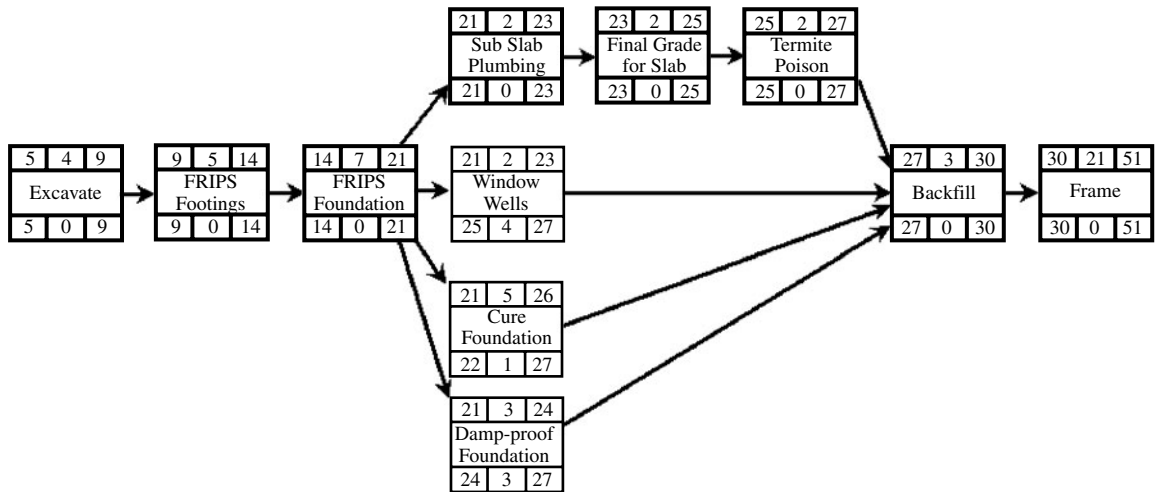 21 2 23
Sub Slab
Plumbing
21 0 23
23 2 25
Final Grade
for Slab
23 0 25
25 2 27
Termite
Poison
25 0 27
5 4 9
Excavate
5 0 9
9 5 14
FRIPS
Footings
9 0 14
14 7 21
FRIPS
Foundation
14 0 21
21 2 23
Window
Wells
25 4 27
27 3 30
Backfill
27 0 30
30 21 51
Frame
30 0 51
21 5 26
Cure
Foundation
22 1 27
21 3 24
Damp-proof
Foundation
24 3 27